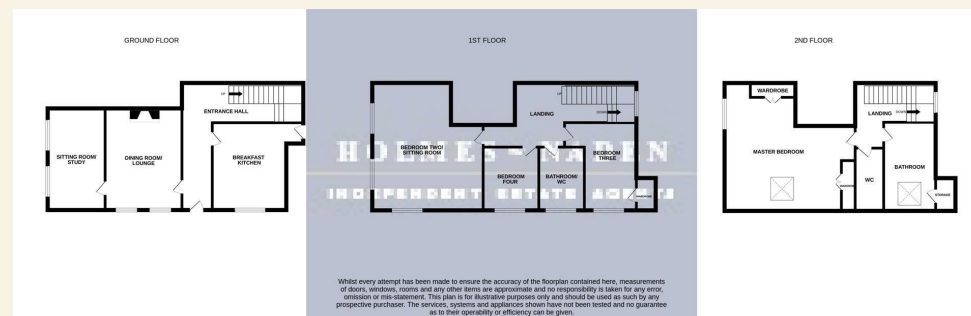 GROUND FLOOR
1ST FLOOR
2ND FLOOR
UP
ENTRANCE HALL
SITTING ROOM/
STUDY
DINING ROOM/
LOUNGE
BREAKFAST
KITCHEN
UP
DOWN
LANDING
BEDROOM TWO/
SITTING ROOM
BEDROOM
FOUR
BATHROOM/
WC
BEDROOM
THREE
WARDROBE
LANDING
DOWN
MASTER BEDROOM
WARDROBE
WC
BATHROOM
STORAGE
HOLMES-NADEN
INDEPENDENT ESTATE AGENTS
Whilst every attempt has been made to ensure the accuracy of the floorplan contained here, measurements
of doors, windows, rooms and any other items are approximate and no responsibility is taken for any error,
omission or mis-statement. This plan is for illustrative purposes only and should be used as such by any
prospective purchaser. The services, systems and appliances shown have not been tested and no guarantee
as to their operability or efficiency can be given.